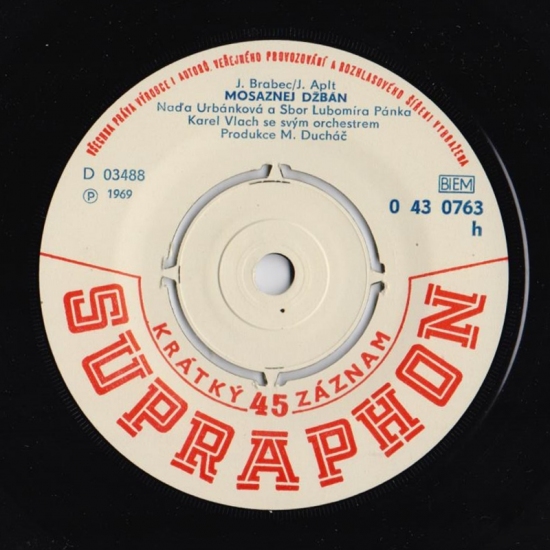 VŠECHNA PRÁVA VÝROBCE I AUTORŮ, VEŘEJNÉHO PROVOZOVÁNÍ A ROZHLASOVÉHO ŠÍŘENÍ VYHRAŽENA
J. Brabec/J. Aplt
MOSAZNEJ DŽBÁN
Naďa Urbánková a Sbor Lubomíra Pánka
Karel Vlach se svým orchestrem
Produkce M. Ducháč
D 03488
Ⓟ 1969
BIEM
0 43 0763
h
KRÁTKÝ 45 ZÁZNAM
SUPRAPHON